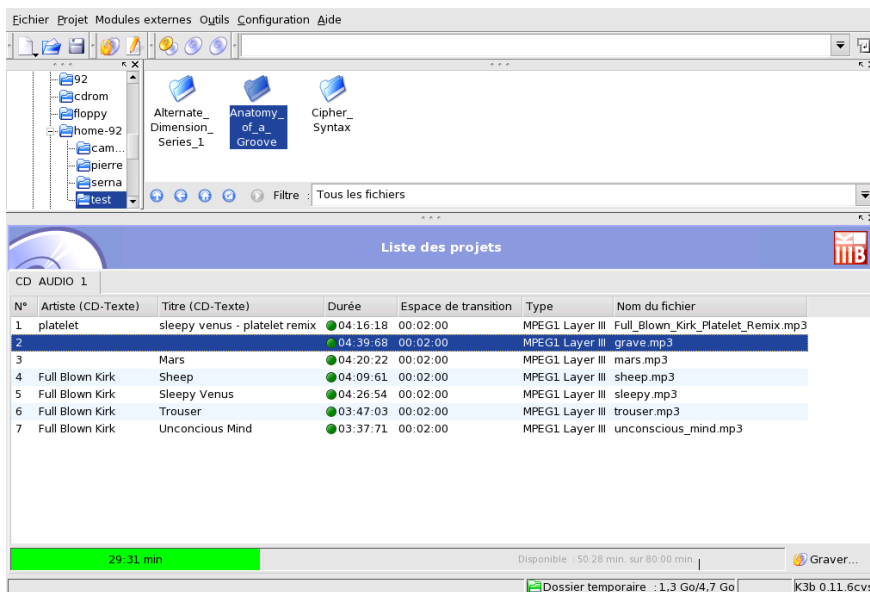 Fichier Projet Modules externes Outils Configuration Aide
92
cdrom
floppy
home-92
cam...
pierre
serna
test
Alternate_
Dimension_
Series_1
Anatomy_
of_a_
Groove
Cipher_
Syntax
Filtre : Tous les fichiers
Liste des projets
K3B
CD AUDIO 1
N° Artiste (CD-Texte) Titre (CD-Texte) Durée Espace de transition Type Nom du fichier
1 platelet sleepy venus - platelet remix 04:16:18 00:02:00 MPEG1 Layer III Full_Blown_Kirk_Platelet_Remix.mp3
2 04:39:68 00:02:00 MPEG1 Layer III grave.mp3
3 Mars 04:20:22 00:02:00 MPEG1 Layer III mars.mp3
4 Full Blown Kirk Sheep 04:09:61 00:02:00 MPEG1 Layer III sheep.mp3
5 Full Blown Kirk Sleepy Venus 04:26:54 00:02:00 MPEG1 Layer III sleepy.mp3
6 Full Blown Kirk Trouser 03:47:03 00:02:00 MPEG1 Layer III trouser.mp3
7 Full Blown Kirk Unconcious Mind 03:37:71 00:02:00 MPEG1 Layer III unconscious_mind.mp3
29:31 min Disponible : 50:28 min. sur 80:00 min. Graver...
Dossier temporaire : 1,3 Go/4,7 Go K3b 0.11.6cvs